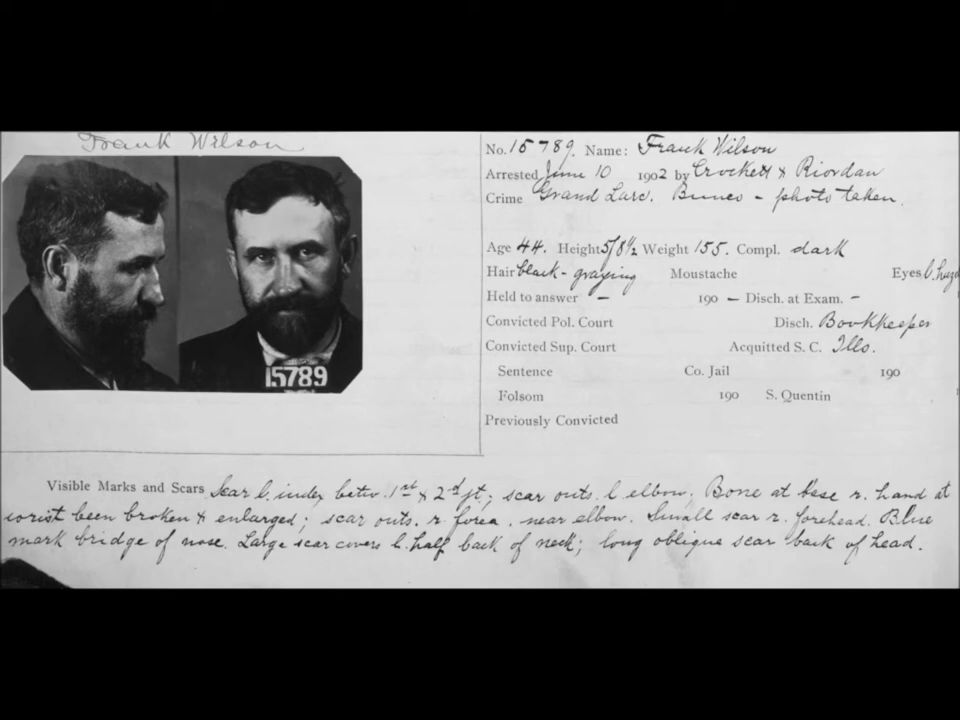 Frank Wilson
15789
No. 15789. Name: Frank Wilson
Arrested June 10 1902 by Crockett & Riordan
Crime Grand Larc. Bunco - photo taken.
Age 44. Height 5/8 1/2 Weight 155. Compl. dark
Hair black - graying Moustache Eyes
Held to answer - 190 - Disch. at Exam. -
Convicted Pol. Court Disch. Bookkeeper
Convicted Sup. Court Acquitted S. C. Ills.
Sentence Co. Jail 190
Folsom 190 S. Quentin
Previously Convicted
Visible Marks and Scars Scar l. index betw. 1st & 2nd jt.; scar outs. l elbow. Bone at base r. hand at
wrist been broken & enlarged; scar outs. r. forea. near elbow. Small scar r. forehead. Blue
mark bridge of nose. Large scar covers l. half back of neck; long oblique scar back of head.